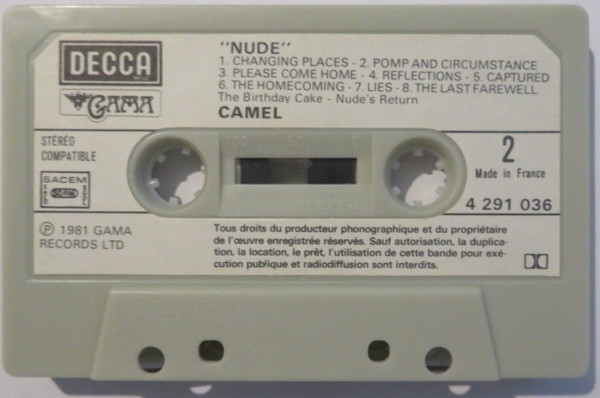 DECCA
GAMA
"NUDE"
1. CHANGING PLACES - 2. POMP AND CIRCUMSTANCE
3. PLEASE COME HOME - 4. REFLECTIONS - 5. CAPTURED
6. THE HOMECOMING - 7. LIES - 8. THE LAST FAREWELL
The Birthday Cake - Nude's Return
CAMEL
STEREO
COMPATIBLE
SACEM
2
Made in France
4 291 036
Ⓟ 1981 GAMA
RECORDS LTD
Tous droits du producteur phonographique et du propriétaire
de l'œuvre enregistrée réservés. Sauf autorisation, la duplica-
tion, la location, le prêt, l'utilisation de cette bande pour exé-
cution publique et radiodiffusion sont interdits.